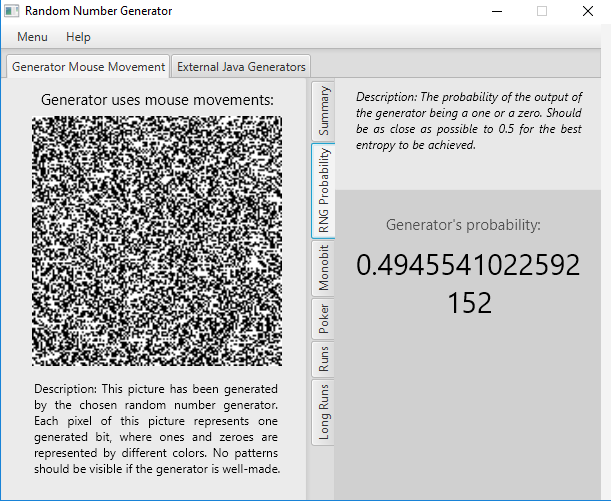 Random Number Generator
Menu Help
Generator Mouse Movement External Java Generators
Generator uses mouse movements:
Description: This picture has been generated
by the chosen random number generator.
Each pixel of this picture represents one
generated bit, where ones and zeroes are
represented by different colors. No patterns
should be visible if the generator is well-made.
Summary
RNG Probability
Monobit
Poker
Runs
Long Runs
Description: The probability of the output of
the generator being a one or a zero. Should
be as close as possible to 0.5 for the best
entropy to be achieved.
Generator's probability:
0.4945541022592
152